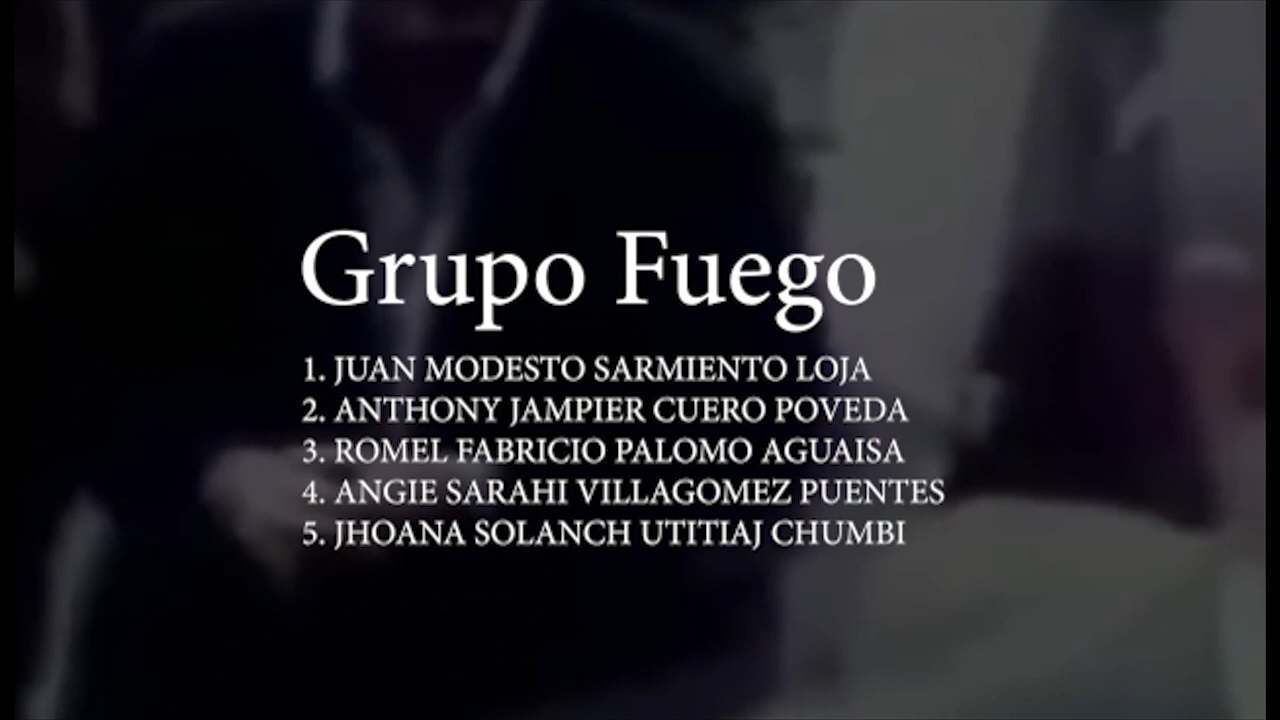 Grupo Fuego
1. JUAN MODESTO SARMIENTO LOJA
2. ANTHONY JAMPIER CUERO POVEDA
3. ROMEL FABRICIO PALOMO AGUAISA
4. ANGIE SARAHI VILLAGOMEZ PUENTES
5. JHOANA SOLANCH UTITIAJ CHUMBI